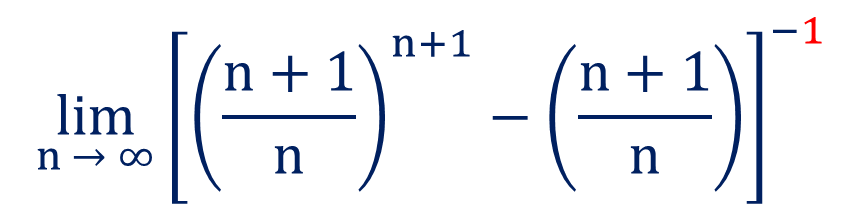 lim n → ∞ [((n + 1)/n)^(n+1) − ((n + 1)/n)]^(−1)